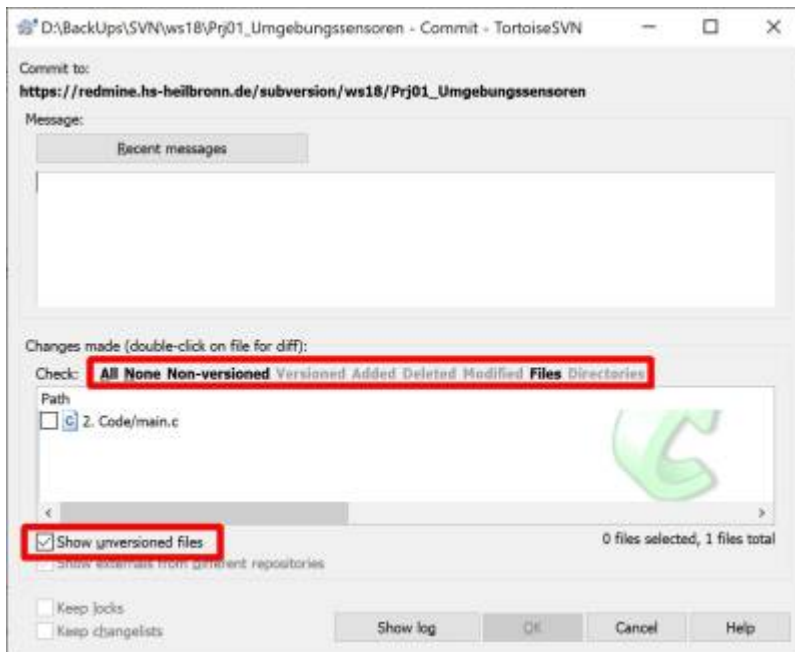 D:\BackUps\SVN\ws18\Prj01_Umgebungssensoren - Commit - TortoiseSVN
Commit to:
https://redmine.hs-heilbronn.de/subversion/ws18/Prj01_Umgebungssensoren
Message:
Recent messages
Changes made (double-click on file for diff):
Check: All None Non-versioned Versioned Added Deleted Modified Files Directories
Path
2. Code/main.c
Show unversioned files
0 files selected, 1 files total
Show externals from different repositories
Keep locks
Keep changelists
Show log OK Cancel Help